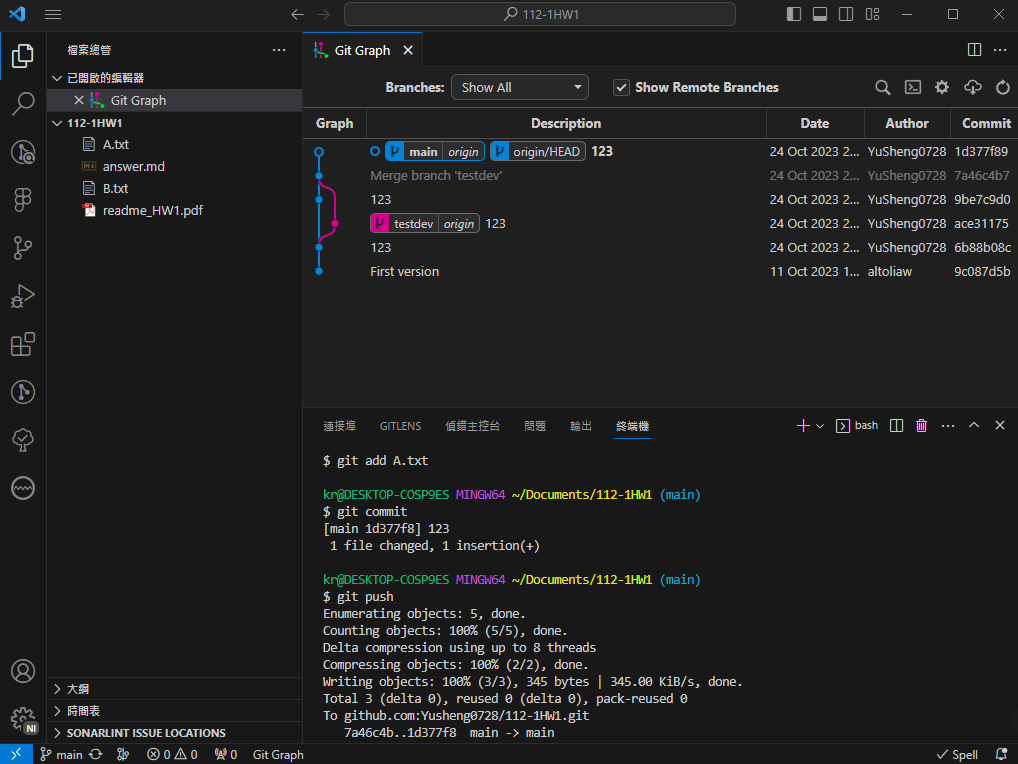 112-1HW1
檔案總管
已開啟的編輯器
Git Graph
112-1HW1
A.txt
answer.md
B.txt
readme_HW1.pdf
大綱
時間表
SONARLINT ISSUE LOCATIONS
Git Graph
Branches: Show All Show Remote Branches
Graph Description Date Author Commit
main origin origin/HEAD 123 24 Oct 2023 2... YuSheng0728 1d377f89
Merge branch 'testdev' 24 Oct 2023 2... YuSheng0728 7a46c4b7
123 24 Oct 2023 2... YuSheng0728 9be7c9d0
testdev origin 123 24 Oct 2023 2... YuSheng0728 ace31175
123 24 Oct 2023 2... YuSheng0728 6b88b08c
First version 11 Oct 2023 1... altoliaw 9c087d5b
連接埠 GITLENS 偵錯主控台 問題 輸出 終端機 bash
$ git add A.txt
kr@DESKTOP-COSP9ES MINGW64 ~/Documents/112-1HW1 (main)
$ git commit
[main 1d377f8] 123
1 file changed, 1 insertion(+)
kr@DESKTOP-COSP9ES MINGW64 ~/Documents/112-1HW1 (main)
$ git push
Enumerating objects: 5, done.
Counting objects: 100% (5/5), done.
Delta compression using up to 8 threads
Compressing objects: 100% (2/2), done.
Writing objects: 100% (3/3), 345 bytes | 345.00 KiB/s, done.
Total 3 (delta 0), reused 0 (delta 0), pack-reused 0
To github.com:Yusheng0728/112-1HW1.git
7a46c4b..1d377f8 main -> main
NI
main 0 0 0 Git Graph Spell